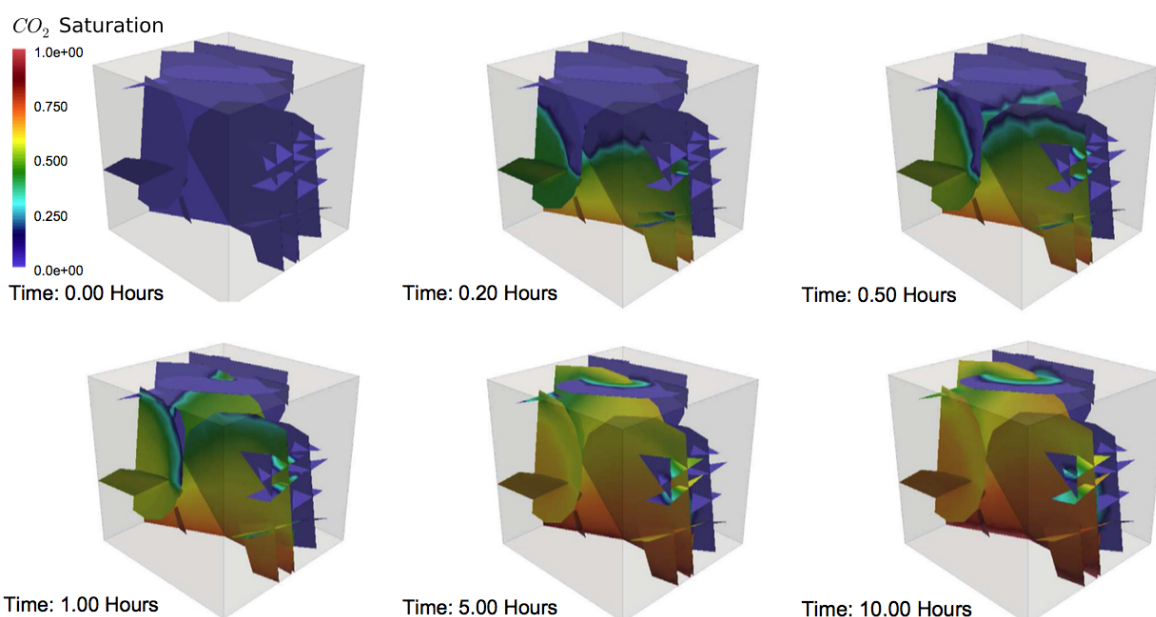 CO₂ Saturation
1.0e+00
0.750
0.500
0.250
0.0e+00
Time: 0.00 Hours
Time: 0.20 Hours
Time: 0.50 Hours
Time: 1.00 Hours
Time: 5.00 Hours
Time: 10.00 Hours